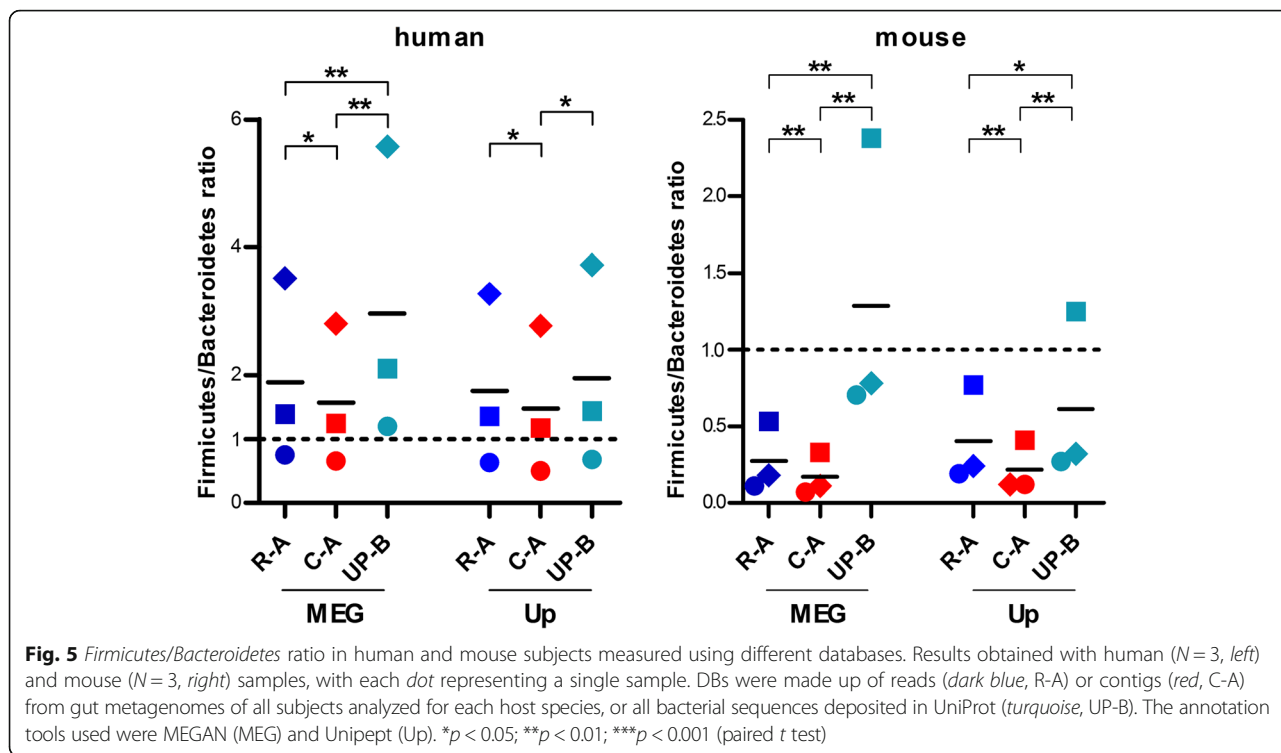 human
mouse
** ** * * *
** ** ** * ** **
Firmicutes/Bacteroidetes ratio
6
4
2
1
0
R-A C-A UP-B R-A C-A UP-B
MEG Up
Firmicutes/Bacteroidetes ratio
2.5
2.0
1.5
1.0
0.5
0.0
R-A C-A UP-B R-A C-A UP-B
MEG Up
Fig. 5 Firmicutes/Bacteroidetes ratio in human and mouse subjects measured using different databases. Results obtained with human (N = 3, left)
and mouse (N = 3, right) samples, with each dot representing a single sample. DBs were made up of reads (dark blue, R-A) or contigs (red, C-A)
from gut metagenomes of all subjects analyzed for each host species, or all bacterial sequences deposited in UniProt (turquoise, UP-B). The annotation
tools used were MEGAN (MEG) and Unipept (Up). *p < 0.05; **p < 0.01; ***p < 0.001 (paired t test)